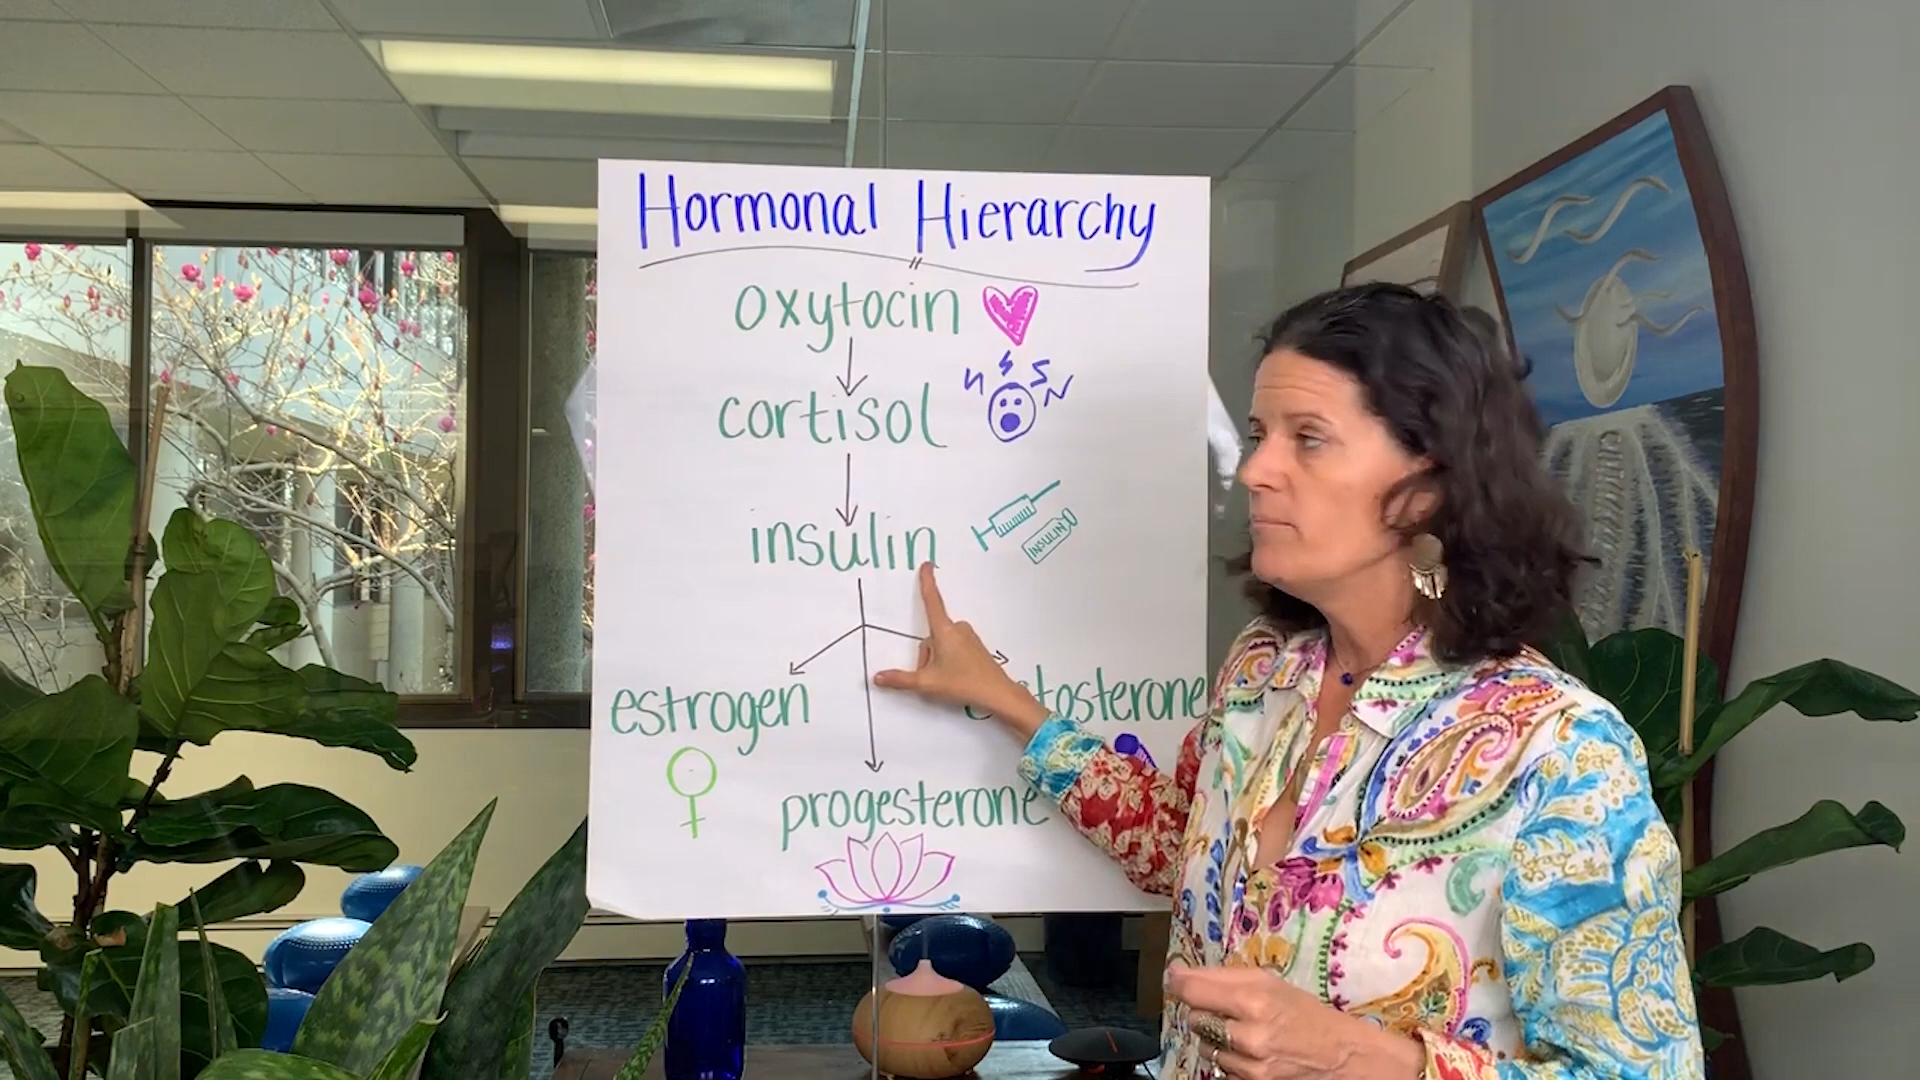 Hormonal Hierarchy
oxytocin
cortisol
insulin
INSULIN
estrogen
progesterone